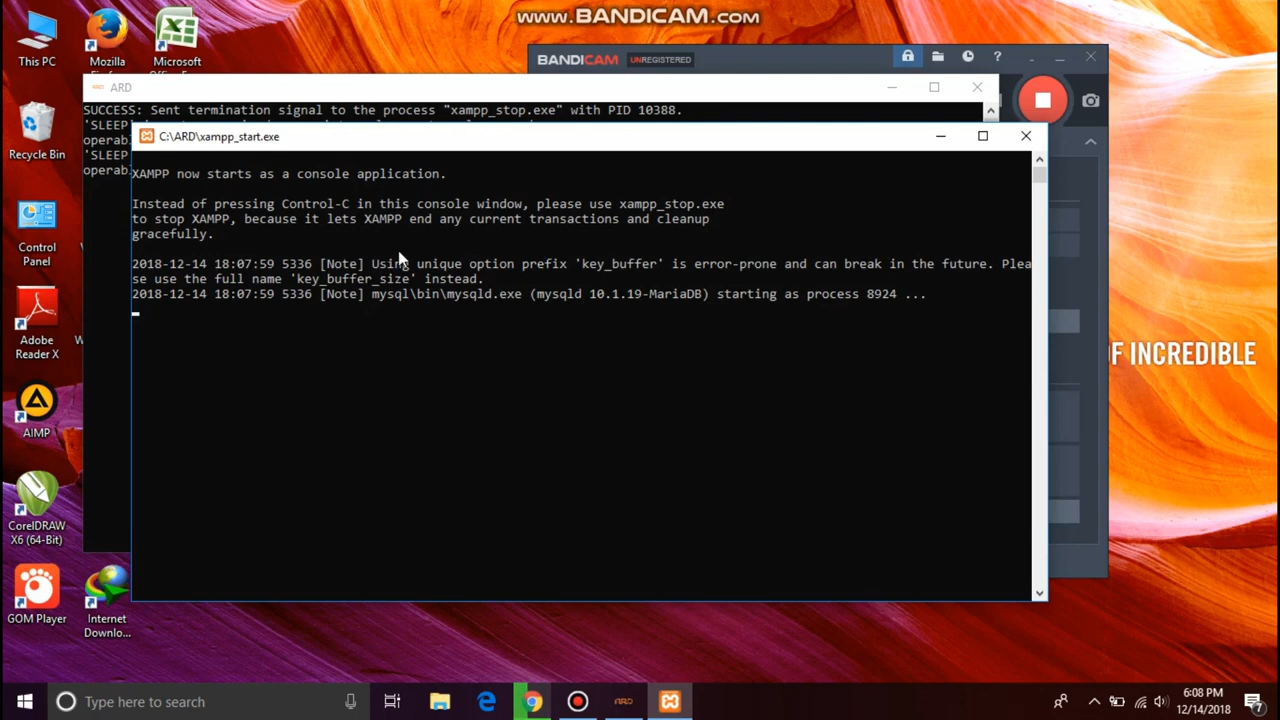 www.BANDICAM.com
This PC
Mozilla
Microsoft
BANDICAM UNREGISTERED
ARD
SUCCESS: Sent termination signal to the process "xampp_stop.exe" with PID 10388.
'SLEEP
opera
'SLEEP
opera
C:\ARD\xampp_start.exe
XAMPP now starts as a console application.
Instead of pressing Control-C in this console window, please use xampp_stop.exe
to stop XAMPP, because it lets XAMPP end any current transactions and cleanup
gracefully.
2018-12-14 18:07:59 5336 [Note] Using unique option prefix 'key_buffer' is error-prone and can break in the future. Plea
se use the full name 'key_buffer_size' instead.
2018-12-14 18:07:59 5336 [Note] mysql\bin\mysqld.exe (mysqld 10.1.19-MariaDB) starting as process 8924 ...
Recycle Bin
Control
Panel
Adobe
Reader X
AIMP
CorelDRAW
X6 (64-Bit)
GOM Player
Internet
Downlo...
OF INCREDIBLE
Type here to search
ARD
6:08 PM
12/14/2018
7